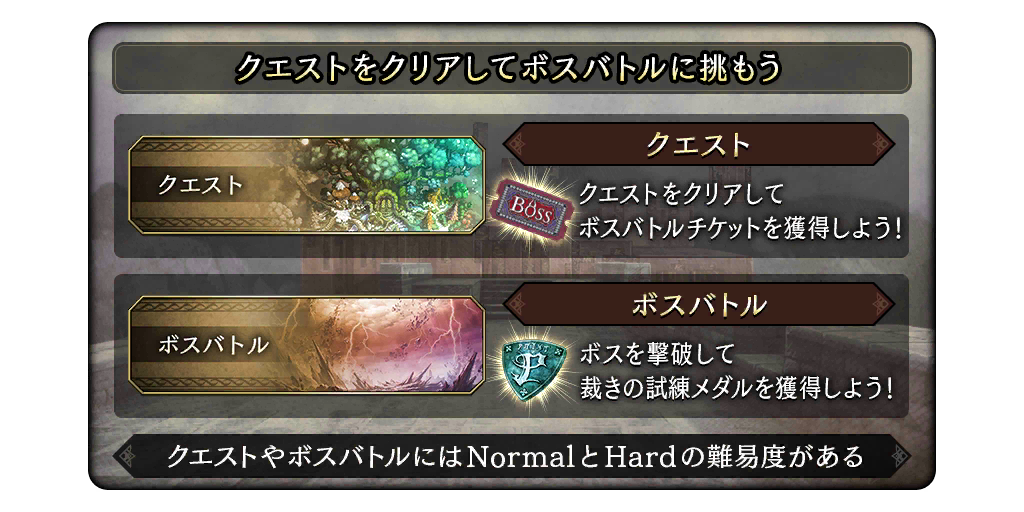 クエストをクリアしてボスバトルに挑もう
クエスト
クエスト
BOSS
クエストをクリアして
ボスバトルチケットを獲得しよう!
ボスバトル
ボスバトル
POINT
P
ボスを撃破して
裁きの試練メダルを獲得しよう!
クエストやボスバトルにはNormalとHardの難易度がある